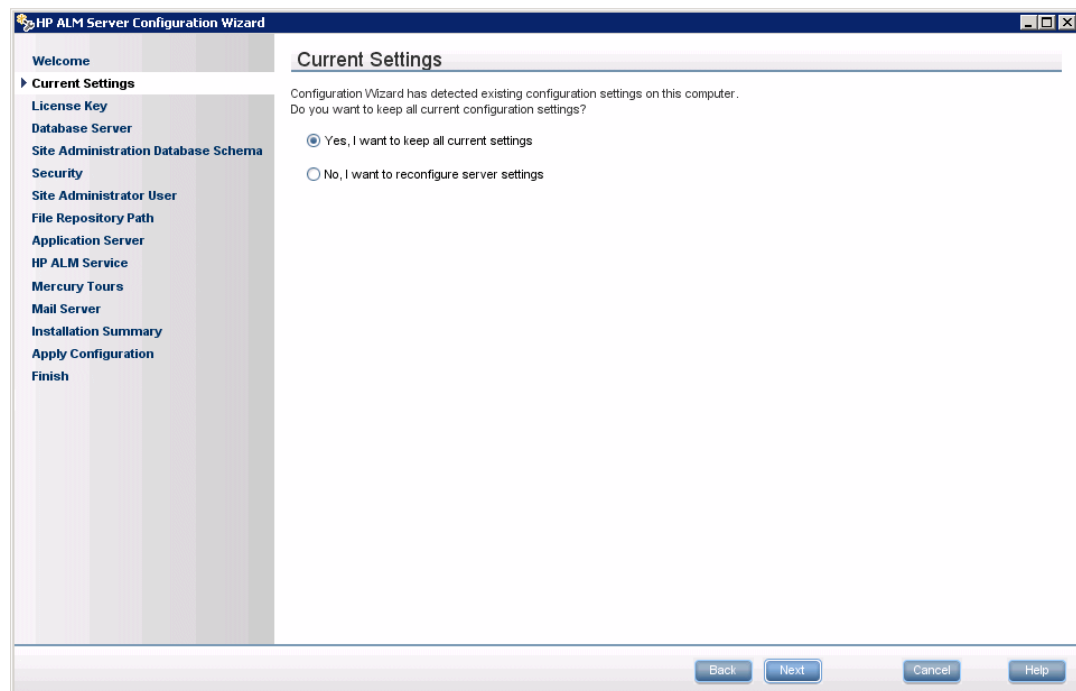 HP ALM Server Configuration Wizard
Welcome
Current Settings
License Key
Database Server
Site Administration Database Schema
Security
Site Administrator User
File Repository Path
Application Server
HP ALM Service
Mercury Tours
Mail Server
Installation Summary
Apply Configuration
Finish
Current Settings
Configuration Wizard has detected existing configuration settings on this computer.
Do you want to keep all current configuration settings?
Yes, I want to keep all current settings
No, I want to reconfigure server settings
Back Next Cancel Help